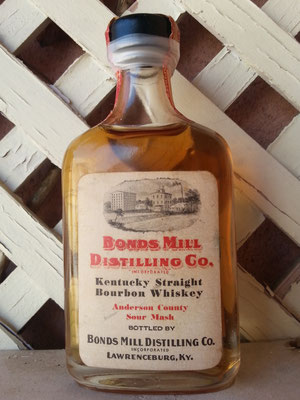 BONDS MILL
DISTILLING CO.
INCORPORATED
Kentucky Straight
Bourbon Whiskey
Anderson County
Sour Mash
BOTTLED BY
BONDS MILL DISTILLING CO.
INCORPORATED
LAWRENCEBURG, KY.